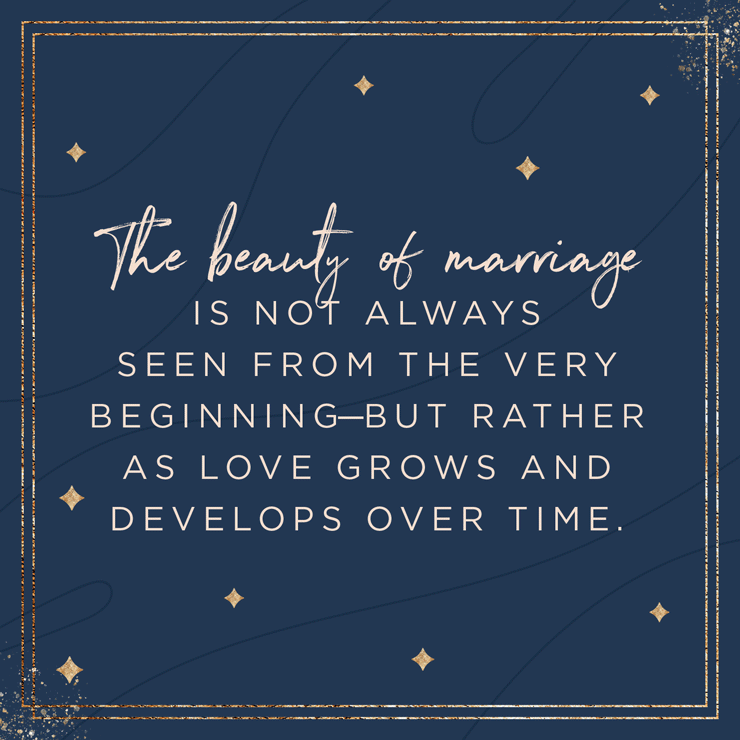 The beauty of marriage
IS NOT ALWAYS
SEEN FROM THE VERY
BEGINNING—BUT RATHER
AS LOVE GROWS AND
DEVELOPS OVER TIME.